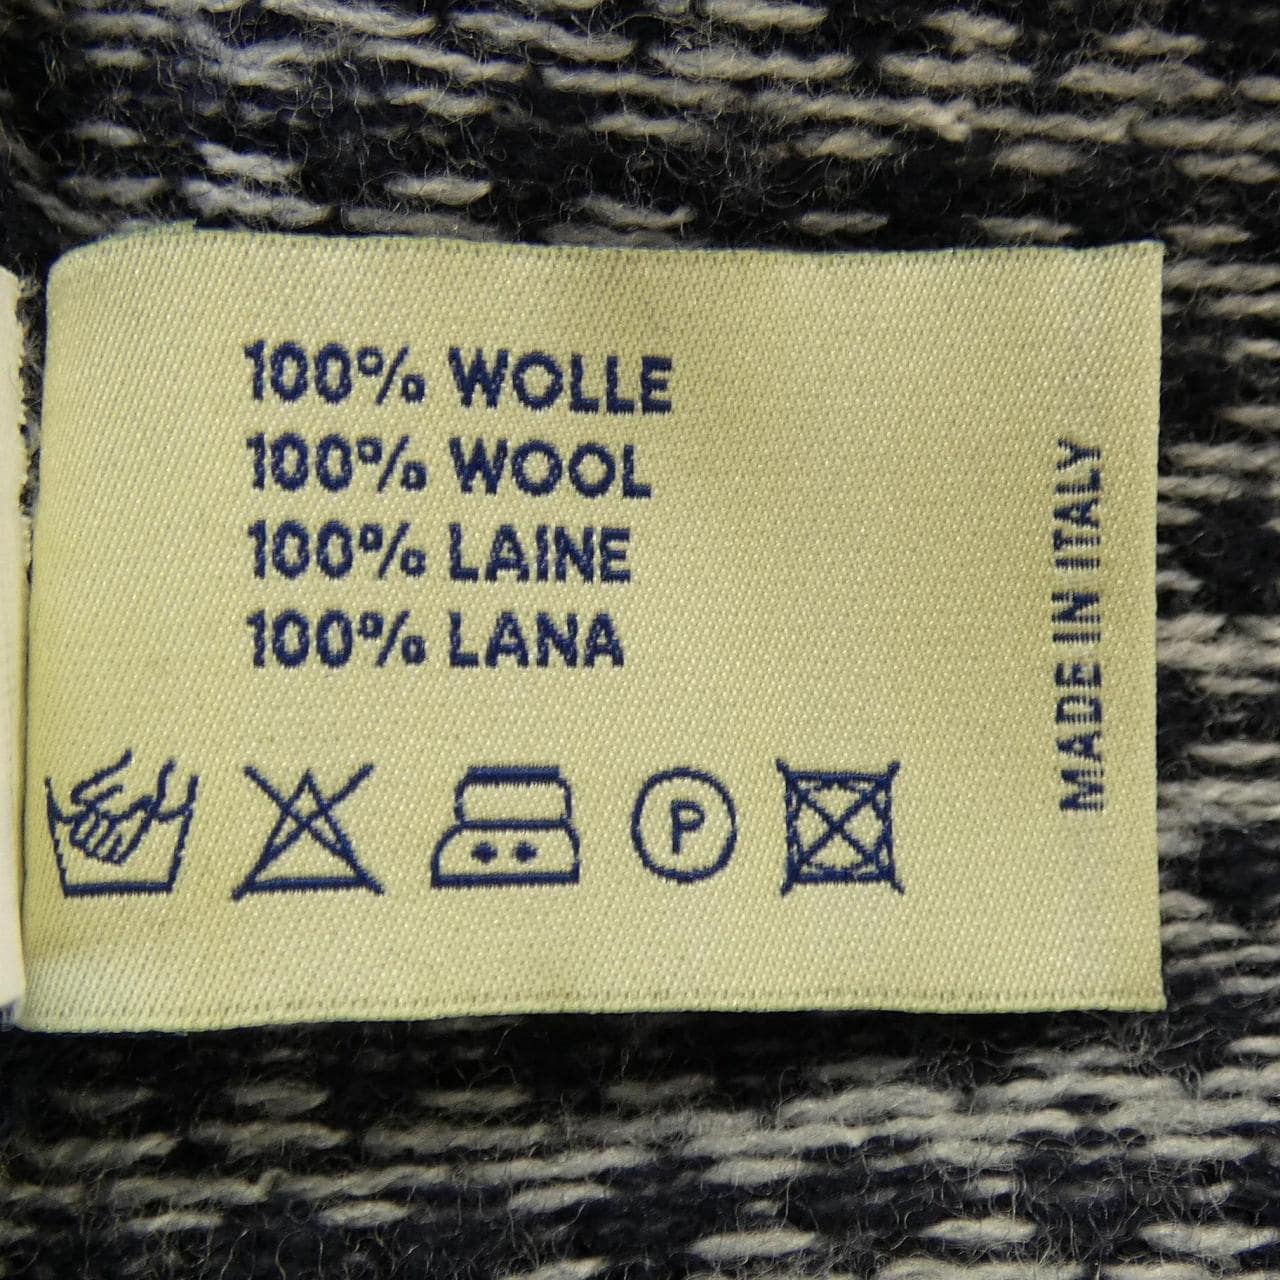 100% WOLLE
100% WOOL
100% LAINE
100% LANA
P
MADE IN ITALY